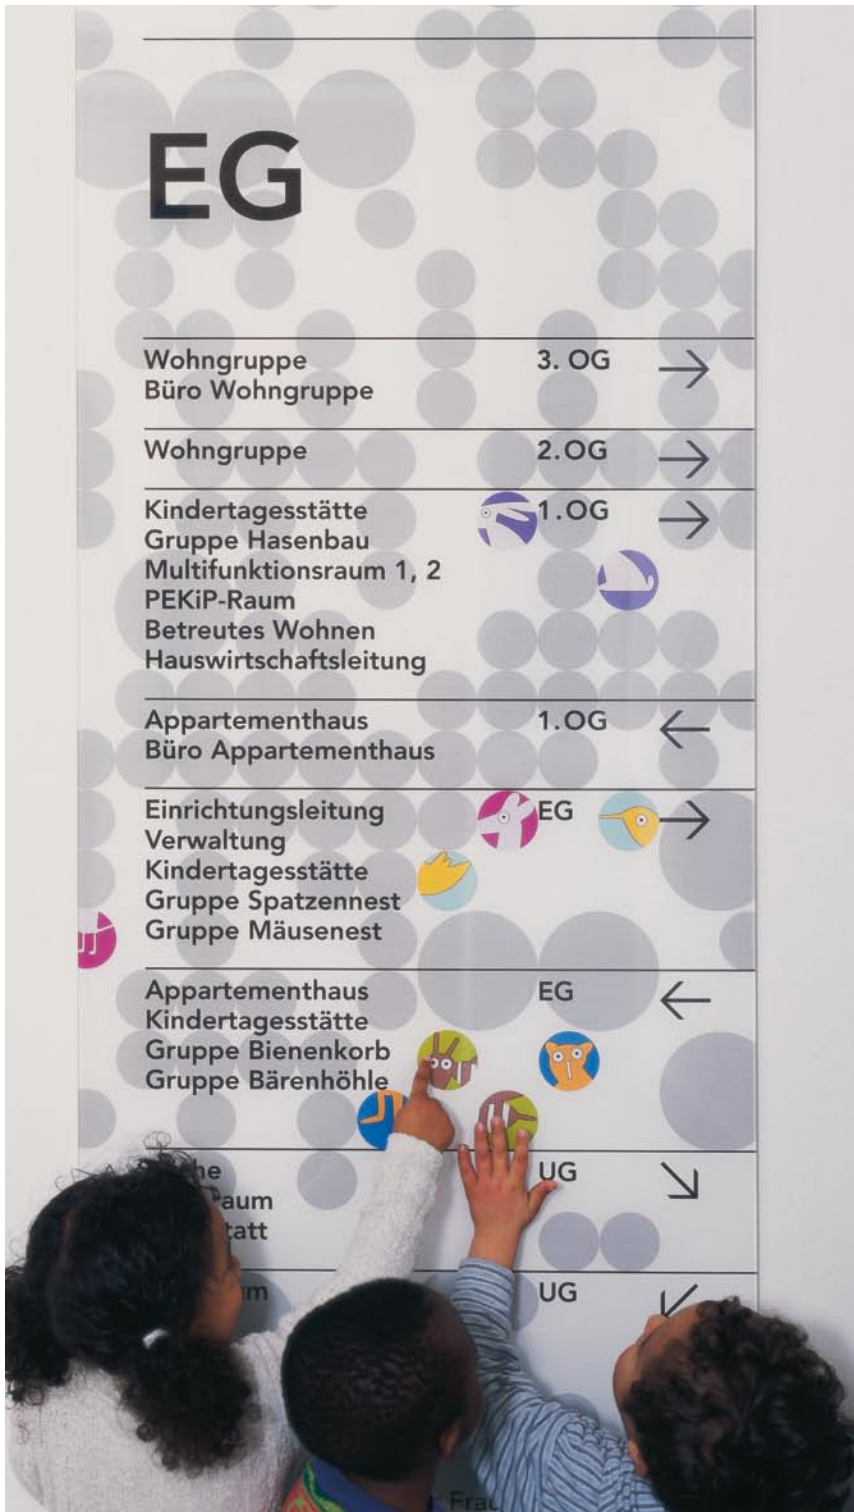 EG
Wohngruppe 3. OG →
Büro Wohngruppe
Wohngruppe 2.OG →
Kindertagesstätte 1.OG →
Gruppe Hasenbau
Multifunktionsraum 1, 2
PEKiP-Raum
Betreutes Wohnen
Hauswirtschaftsleitung
Appartementhaus 1.OG ←
Büro Appartementhaus
Einrichtungsleitung EG →
Verwaltung
Kindertagesstätte
Gruppe Spatzennest
Gruppe Mäusenest
Appartementhaus EG ←
Kindertagesstätte
Gruppe Bienenkorb
Gruppe Bärenhöhle
UG ↘
UG ↙